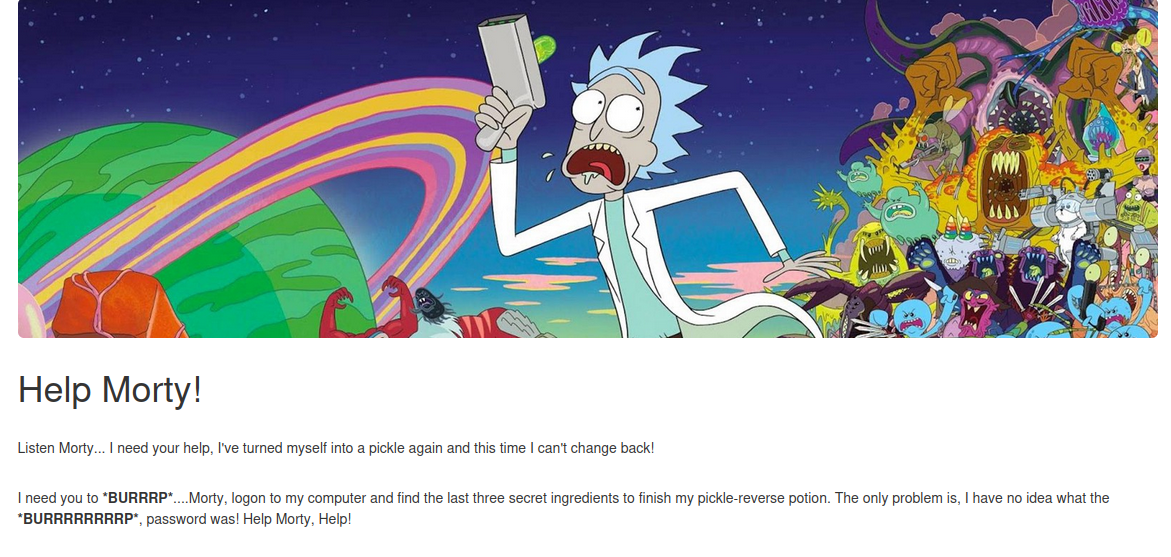 Help Morty!
Listen Morty... I need your help, I've turned myself into a pickle again and this time I can't change back!
I need you to *BURRRP*....Morty, logon to my computer and find the last three secret ingredients to finish my pickle-reverse potion. The only problem is, I have no idea what the
*BURRRRRRRRP*, password was! Help Morty, Help!